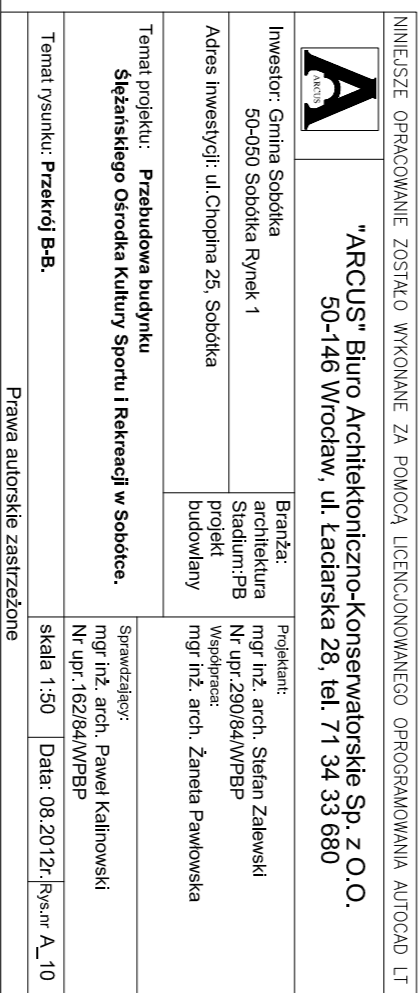 NINIEJSZE OPRACOWANIE ZOSTAŁO WYKONANE ZA POMOCĄ LICENCJONOWANEGO OPROGRAMOWANIA AUTOCAD LT
ARCUS
"ARCUS" Biuro Architektoniczno-Konserwatorskie Sp. z O.O.
50-146 Wrocław, ul. Łaciarska 28, tel. 71 34 33 680
Inwestor: Gmina Sobótka
50-050 Sobótka Rynek 1
Adres inwestycji: ul.Chopina 25, Sobótka
Branża:
architektura
Stadium:PB
projekt
budowlany
Projektant:
mgr inż. arch. Stefan Zalewski
Nr upr.290/84/WPBP
Współpraca:
mgr inż. arch. Żaneta Pawłowska
Temat projektu: Przebudowa budynku
Ślężańskiego Ośrodka Kultury Sportu i Rekreacji w Sobótce.
Sprawdzający:
mgr inż. arch. Paweł Kalinowski
Nr upr.162/84/WPBP
Temat rysunku: Przekrój B-B.
skala 1:50
Data: 08.2012r.
Rys.nr A_10
Prawa autorskie zastrzeżone